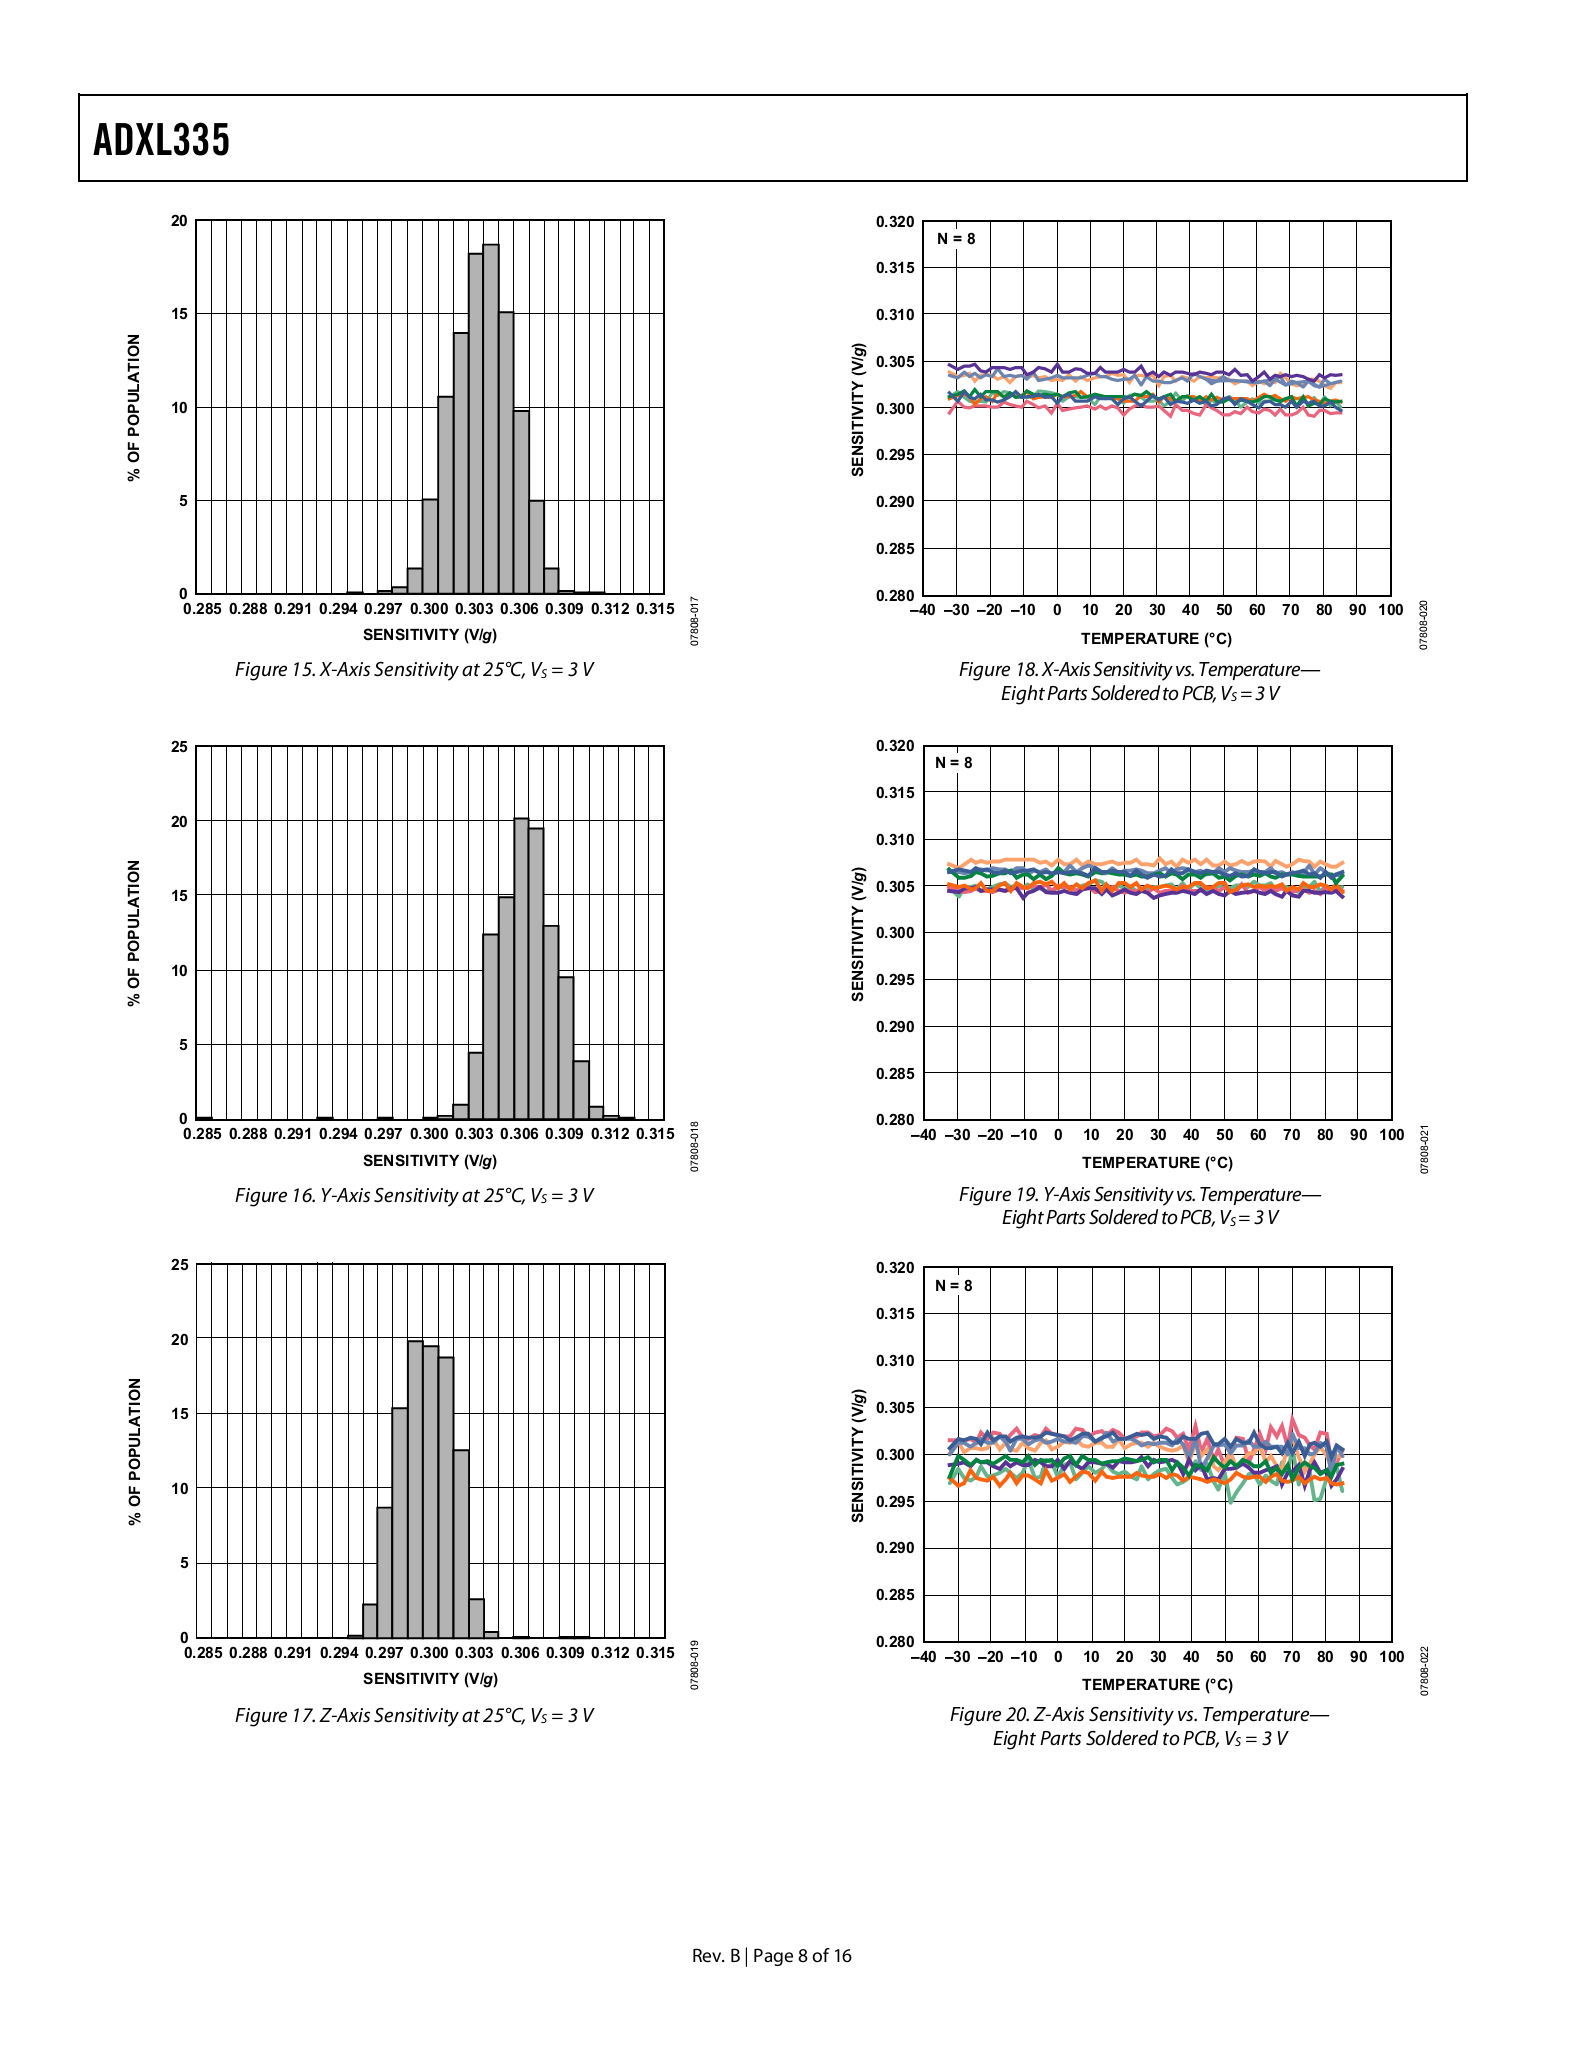 ADXL335
20
15
10
5
0
% OF POPULATION
0.285 0.288 0.291 0.294 0.297 0.300 0.303 0.306 0.309 0.312 0.315
SENSITIVITY (V/g)
07808-017
Figure 15. X-Axis Sensitivity at 25°C, VS = 3 V
25
20
15
10
5
0
% OF POPULATION
0.285 0.288 0.291 0.294 0.297 0.300 0.303 0.306 0.309 0.312 0.315
SENSITIVITY (V/g)
07808-018
Figure 16. Y-Axis Sensitivity at 25°C, VS = 3 V
25
20
15
10
5
0
% OF POPULATION
0.285 0.288 0.291 0.294 0.297 0.300 0.303 0.306 0.309 0.312 0.315
SENSITIVITY (V/g)
07808-019
Figure 17. Z-Axis Sensitivity at 25°C, VS = 3 V
0.320
0.315
0.310
0.305
0.300
0.295
0.290
0.285
0.280
SENSITIVITY (V/g)
N = 8
–40 –30 –20 –10 0 10 20 30 40 50 60 70 80 90 100
TEMPERATURE (°C)
07808-020
Figure 18. X-Axis Sensitivity vs. Temperature—
Eight Parts Soldered to PCB, VS = 3 V
0.320
0.315
0.310
0.305
0.300
0.295
0.290
0.285
0.280
SENSITIVITY (V/g)
N = 8
–40 –30 –20 –10 0 10 20 30 40 50 60 70 80 90 100
TEMPERATURE (°C)
07808-021
Figure 19. Y-Axis Sensitivity vs. Temperature—
Eight Parts Soldered to PCB, VS = 3 V
0.320
0.315
0.310
0.305
0.300
0.295
0.290
0.285
0.280
SENSITIVITY (V/g)
N = 8
–40 –30 –20 –10 0 10 20 30 40 50 60 70 80 90 100
TEMPERATURE (°C)
07808-022
Figure 20. Z-Axis Sensitivity vs. Temperature—
Eight Parts Soldered to PCB, VS = 3 V
Rev. B | Page 8 of 16